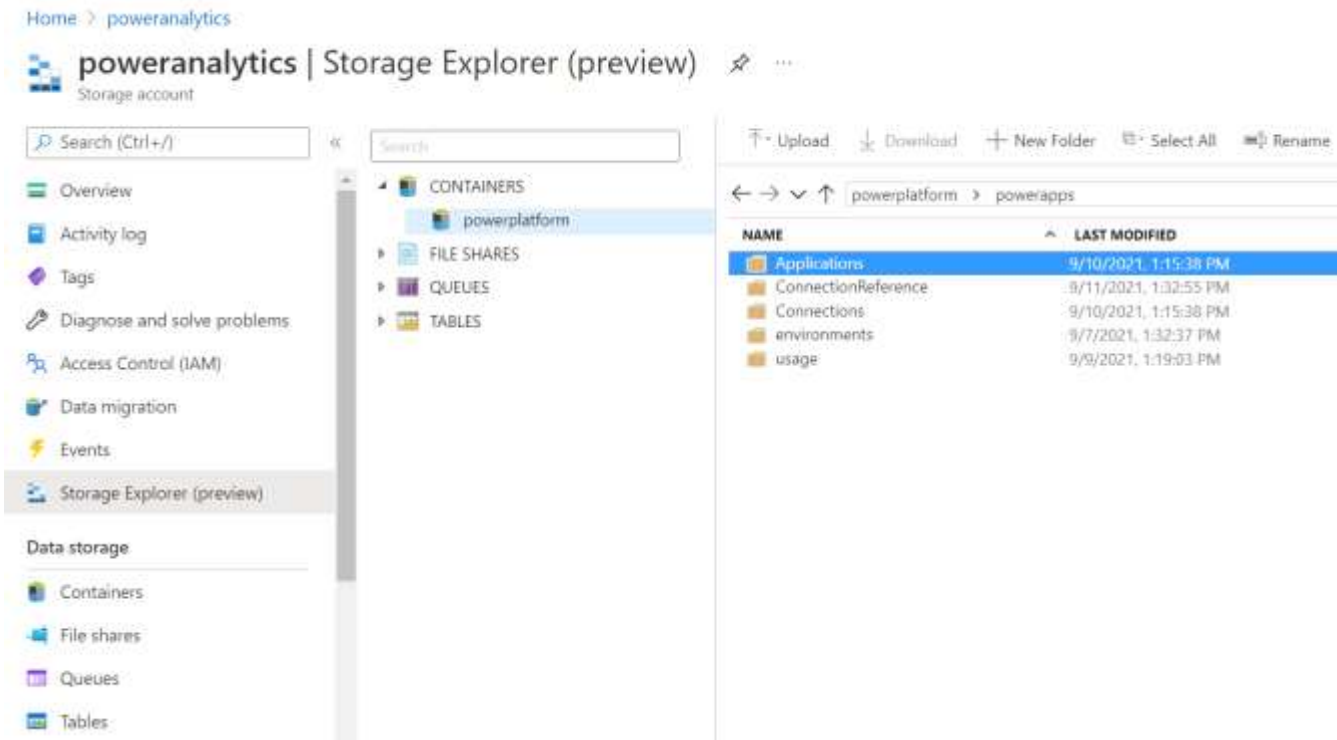 Home > poweranalytics
poweranalytics | Storage Explorer (preview) ...
Storage account
Search (Ctrl+/) «
Overview
Activity log
Tags
Diagnose and solve problems
Access Control (IAM)
Data migration
Events
Storage Explorer (preview)
Data storage
Containers
File shares
Queues
Tables
Search
CONTAINERS
powerplatform
FILE SHARES
QUEUES
TABLES
Upload Download New Folder Select All Rename
powerplatform > powerapps
NAME LAST MODIFIED
Applications 9/10/2021, 1:15:38 PM
ConnectionReference 9/11/2021, 1:32:55 PM
Connections 9/10/2021, 1:15:38 PM
environments 9/7/2021, 1:32:37 PM
usage 9/9/2021, 1:19:03 PM